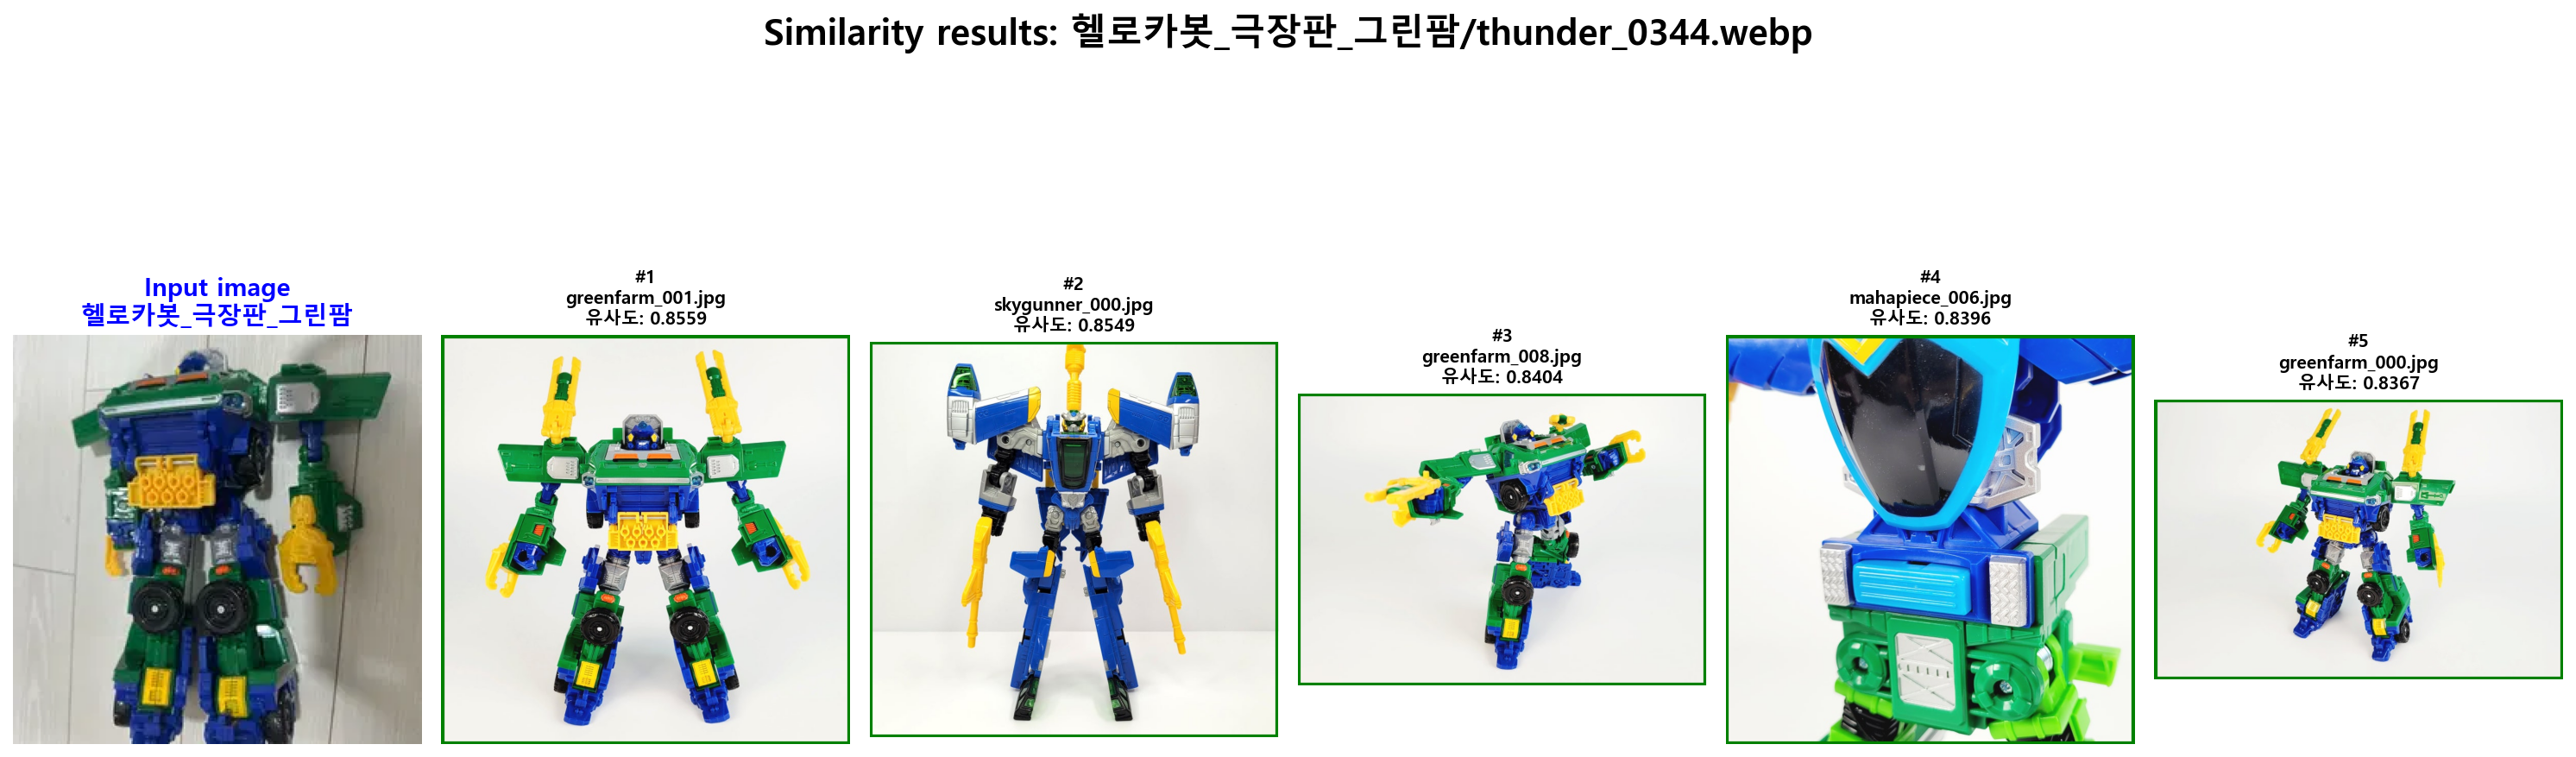 Similarity results: 헬로카봇_극장판_그린팜/thunder_0344.webp
Input image
헬로카봇_극장판_그린팜
#1
greenfarm_001.jpg
유사도: 0.8559
#2
skygunner_000.jpg
유사도: 0.8549
#3
greenfarm_008.jpg
유사도: 0.8404
#4
mahapiece_006.jpg
유사도: 0.8396
#5
greenfarm_000.jpg
유사도: 0.8367